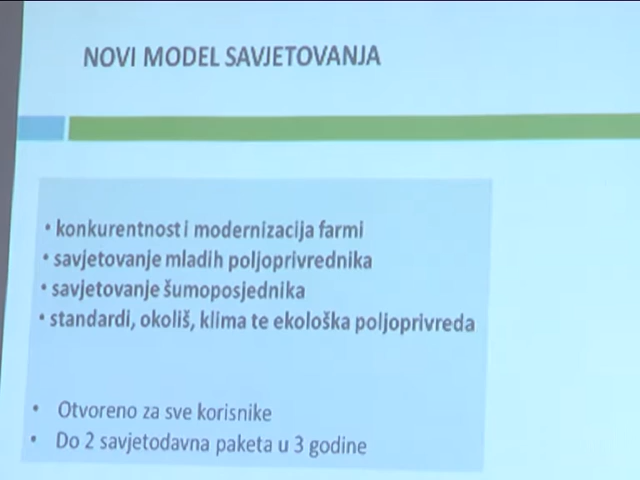 NOVI MODEL SAVJETOVANJA
• konkurentnost i modernizacija farmi
• savjetovanje mladih poljoprivrednika
• savjetovanje šumoposjednika
• standardi, okoliš, klima te ekološka poljoprivreda
• Otvoreno za sve korisnike
• Do 2 savjetodavna paketa u 3 godine